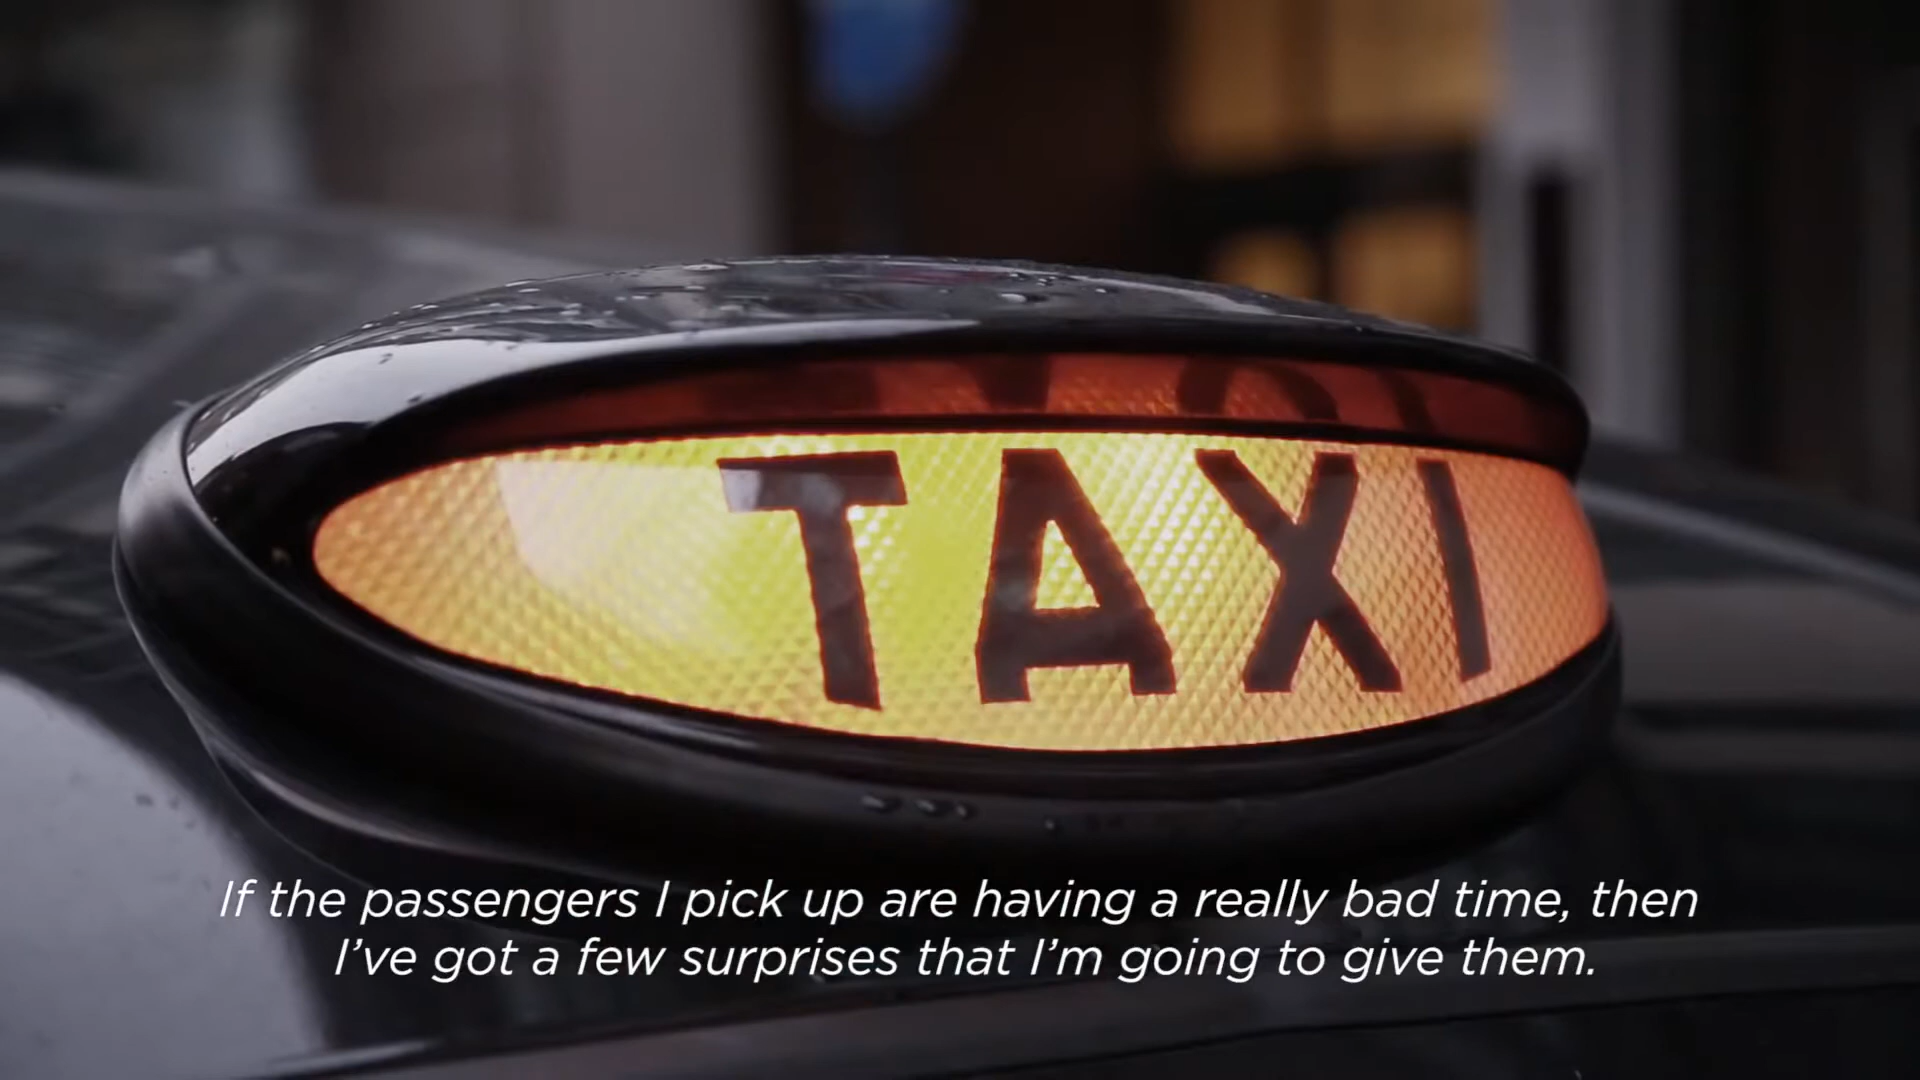 TAXI
If the passengers I pick up are having a really bad time, then
I've got a few surprises that I'm going to give them.